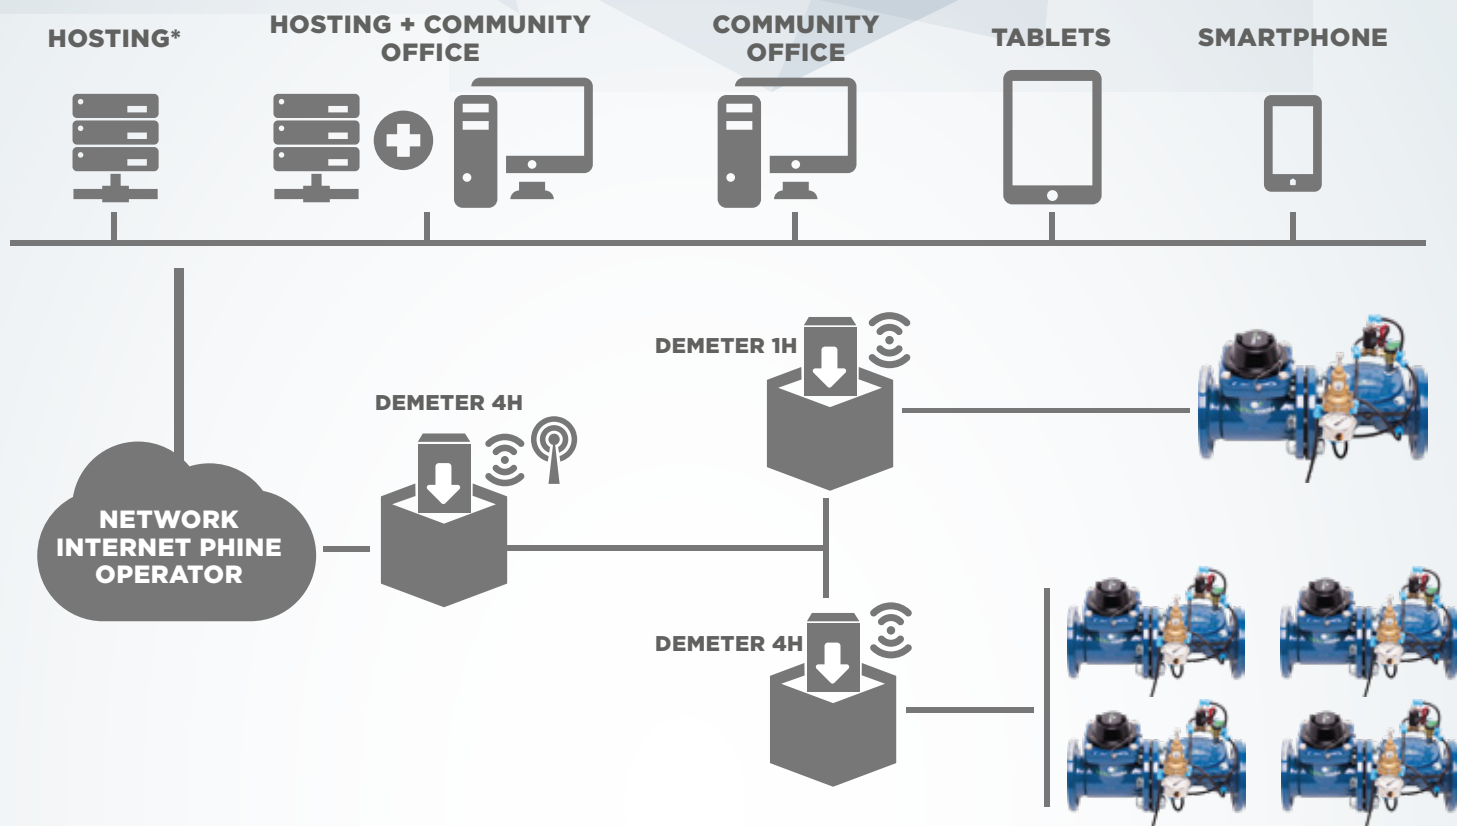 HOSTING*
HOSTING + COMMUNITY
OFFICE
COMMUNITY
OFFICE
TABLETS
SMARTPHONE
DEMETER 1H
DEMETER 4H
NETWORK
INTERNET PHINE
OPERATOR
DEMETER 4H